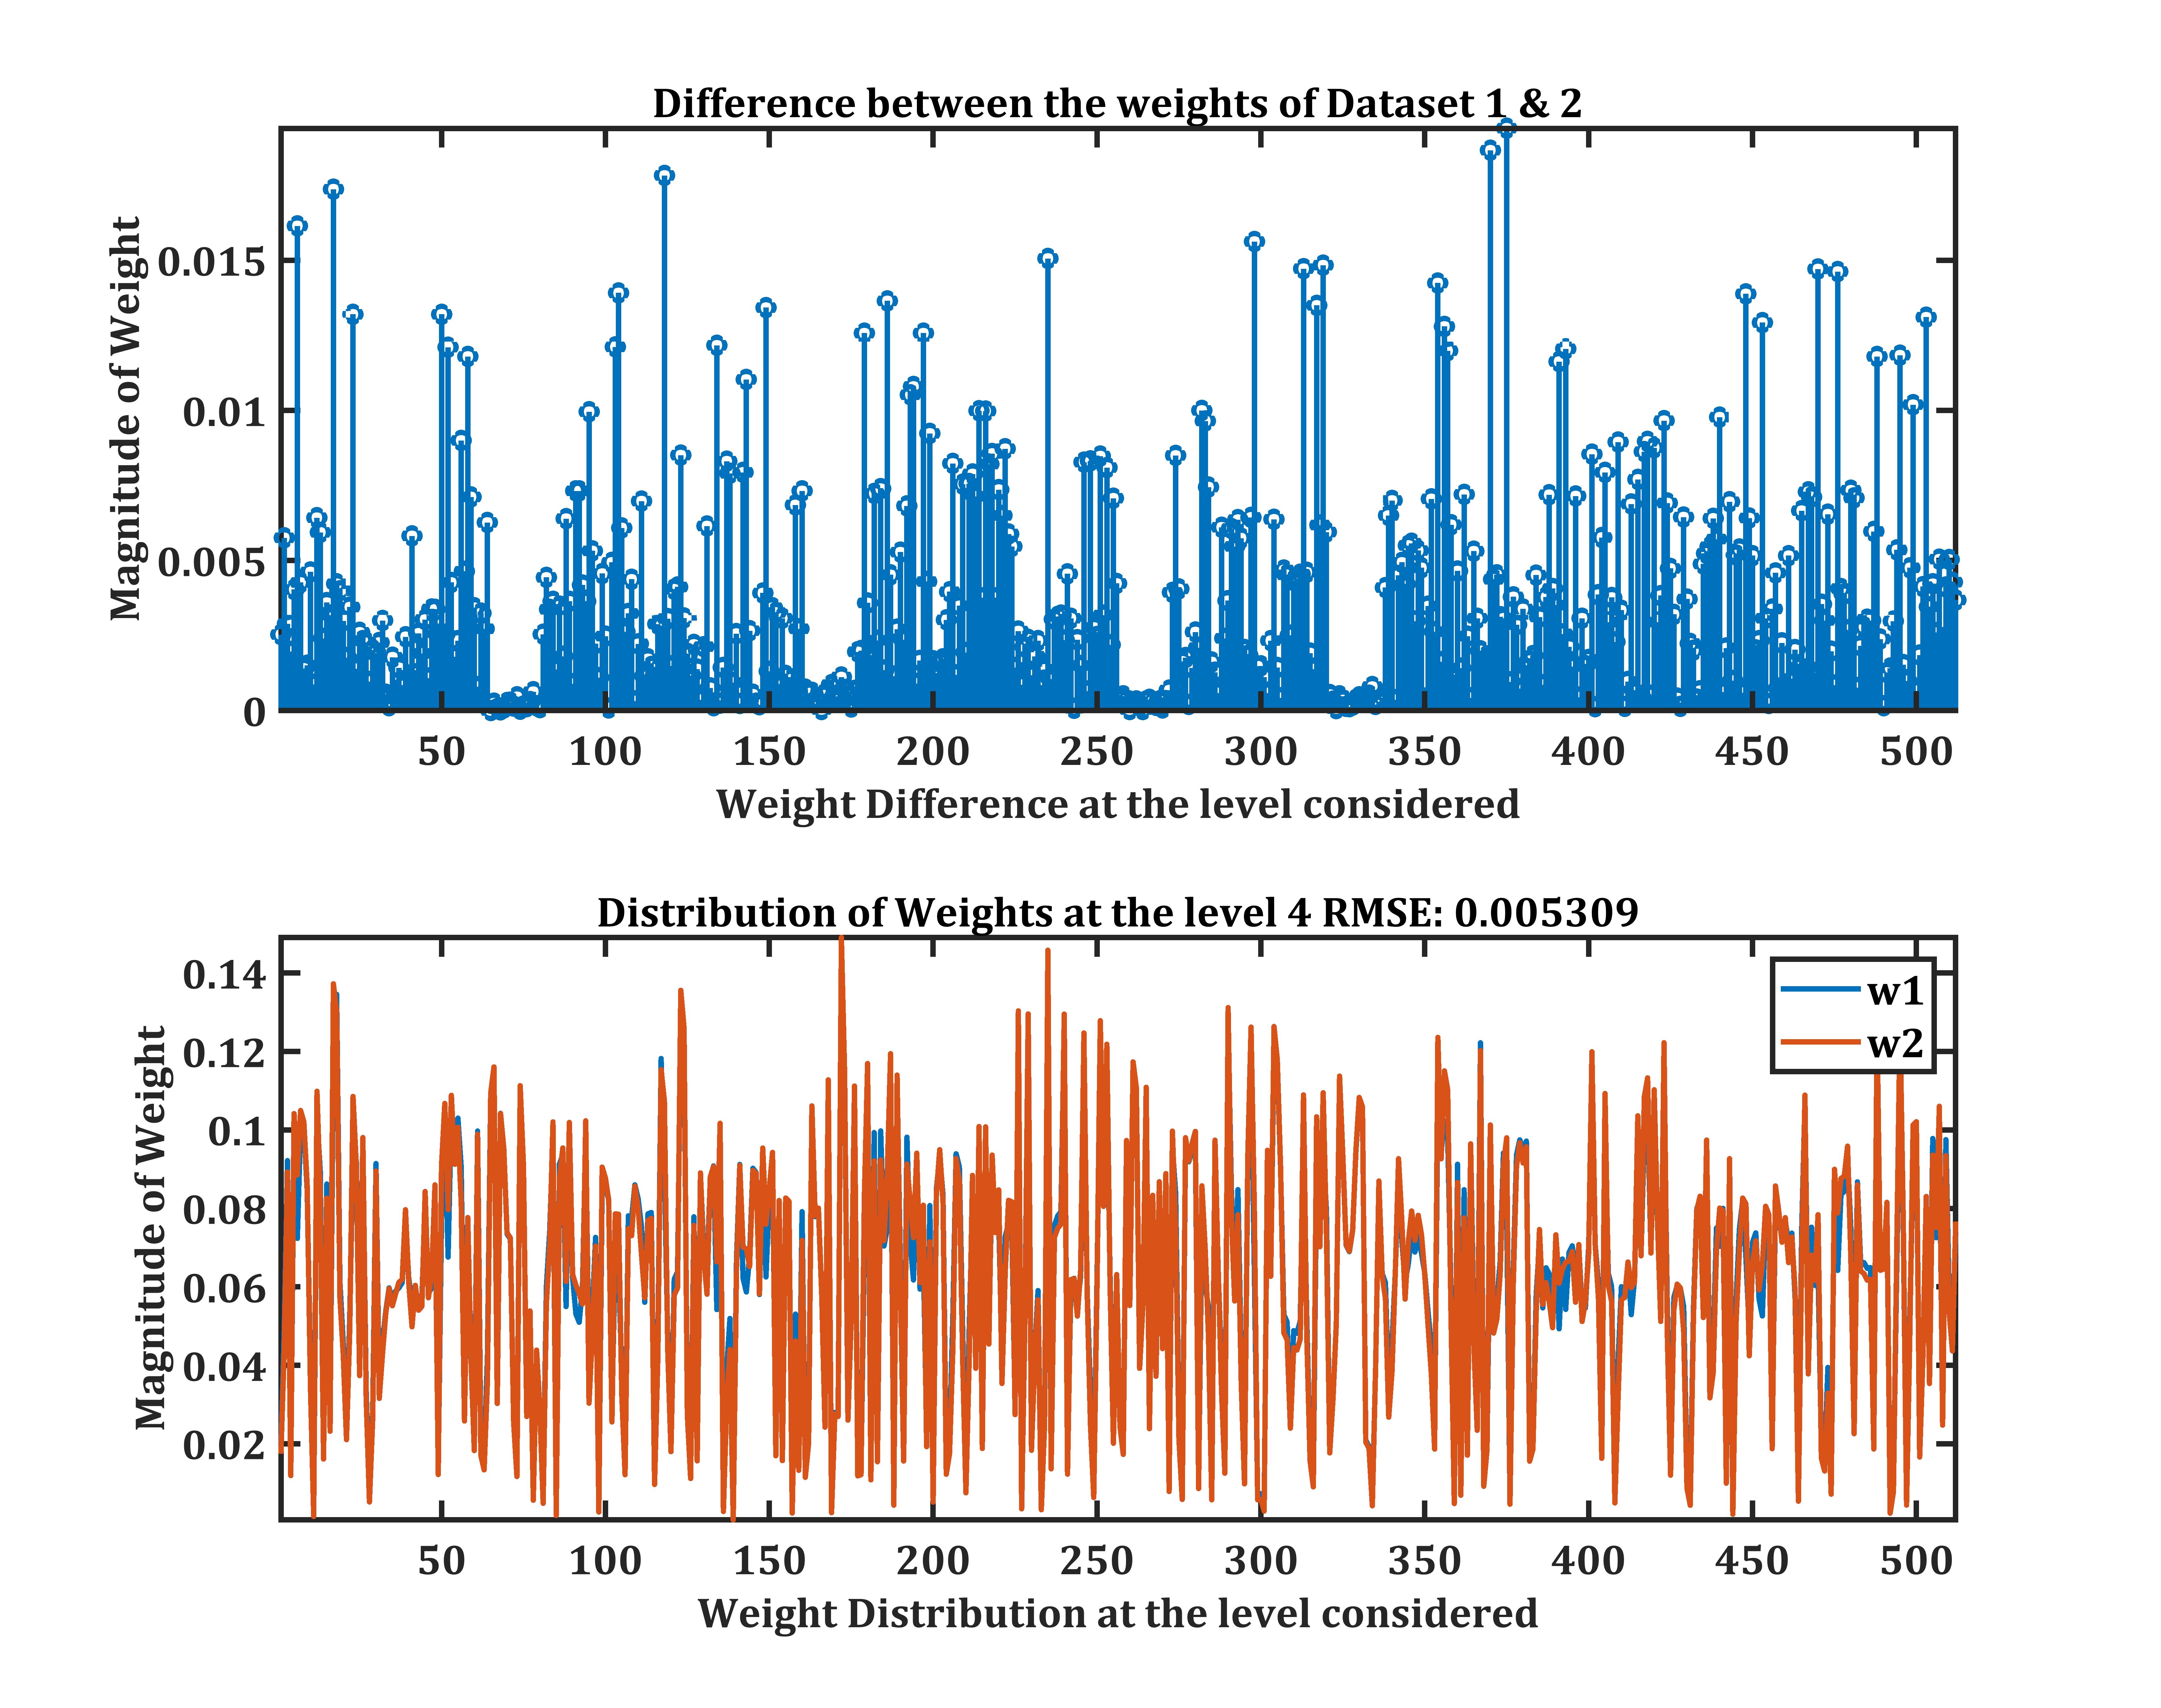 Difference between the weights of Dataset 1 & 2
Magnitude of Weight
0.015
0.01
0.005
0
50 100 150 200 250 300 350 400 450 500
Weight Difference at the level considered
Distribution of Weights at the level 4 RMSE: 0.005309
Magnitude of Weight
0.14
0.12
0.1
0.08
0.06
0.04
0.02
w1
w2
50 100 150 200 250 300 350 400 450 500
Weight Distribution at the level considered